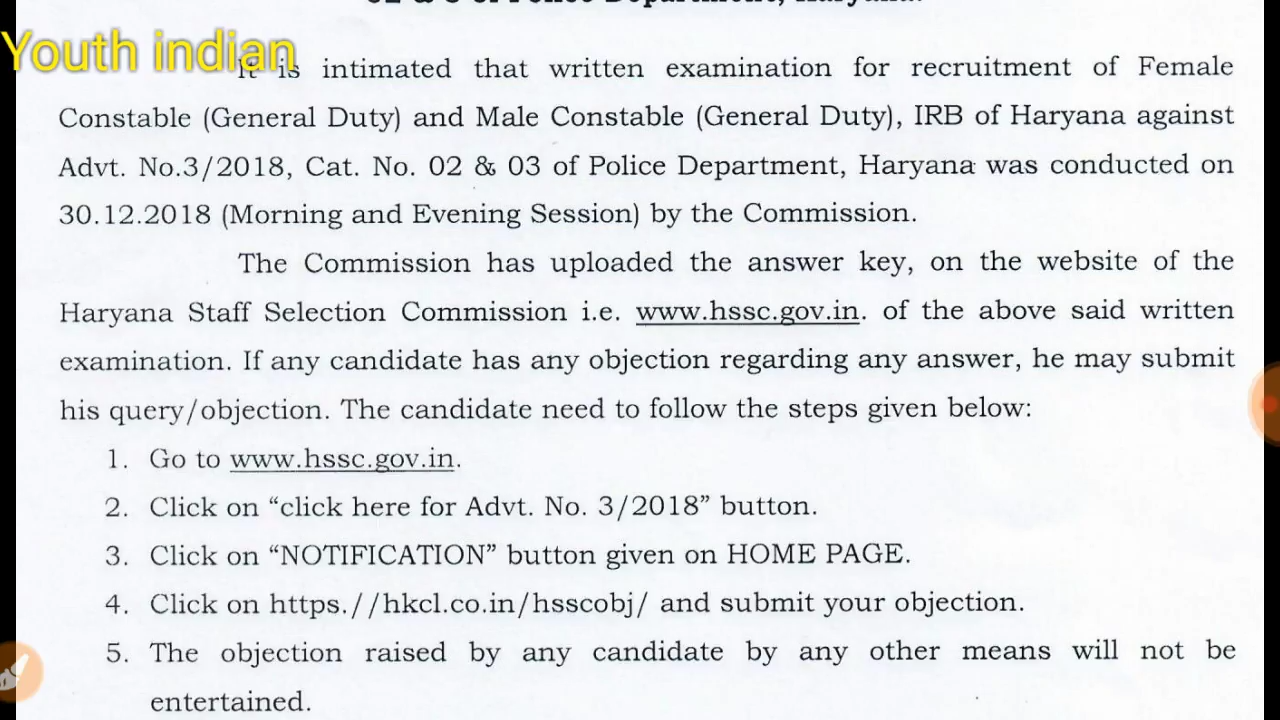 02 & 3 of Police Department, Haryana.
Youth indian
It is intimated that written examination for recruitment of Female
Constable (General Duty) and Male Constable (General Duty), IRB of Haryana against
Advt. No.3/2018, Cat. No. 02 & 03 of Police Department, Haryana was conducted on
30.12.2018 (Morning and Evening Session) by the Commission.
The Commission has uploaded the answer key, on the website of the
Haryana Staff Selection Commission i.e. www.hssc.gov.in. of the above said written
examination. If any candidate has any objection regarding any answer, he may submit
his query/objection. The candidate need to follow the steps given below:
1. Go to www.hssc.gov.in.
2. Click on “click here for Advt. No. 3/2018” button.
3. Click on “NOTIFICATION” button given on HOME PAGE.
4. Click on https.//hkcl.co.in/hsscobj/ and submit your objection.
5. The objection raised by any candidate by any other means will not be
entertained.